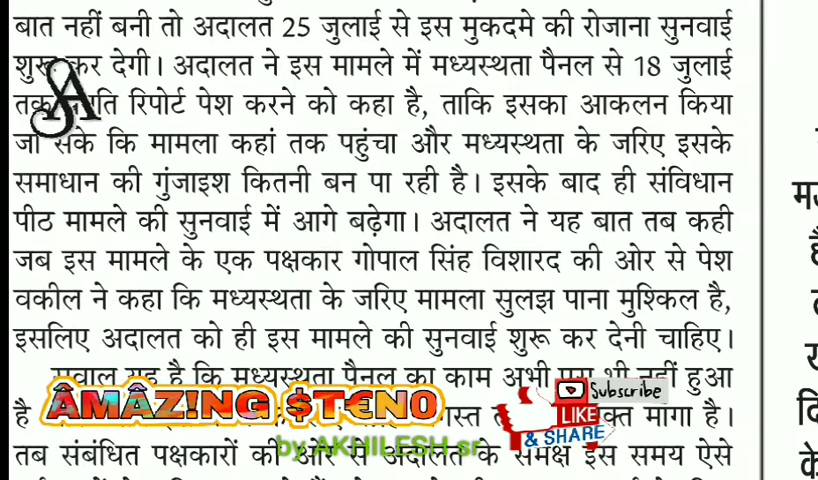 बात नहीं बनी तो अदालत 25 जुलाई से इस मुकदमे की रोजाना सुनवाई
शुरू कर देगी। अदालत ने इस मामले में मध्यस्थता पैनल से 18 जुलाई
तक रिपोर्ट पेश करने को कहा है, ताकि इसका आकलन किया
जा सके कि मामला कहां तक पहुंचा और मध्यस्थता के जरिए इसके
समाधान की गुंजाइश कितनी बन पा रही है। इसके बाद ही संविधान
पीठ मामले की सुनवाई में आगे बढ़ेगा। अदालत ने यह बात तब कही
जब इस मामले के एक पक्षकार गोपाल सिंह विशारद की ओर से पेश
वकील ने कहा कि मध्यस्थता के जरिए मामला सुलझ पाना मुश्किल है,
इसलिए अदालत को ही इस मामले की सुनवाई शुरू कर देनी चाहिए।
सवाल यह है कि मध्यस्थता पैनल का काम अभी भी नहीं हुआ
है मांगा है।
तब संबंधित पक्षकारों की ओर से अदालत के समक्ष इस समय ऐसे
ÂMÂZ!NG $T€NO
by AKHILESH sr
Subscribe
LIKE
& SHARE